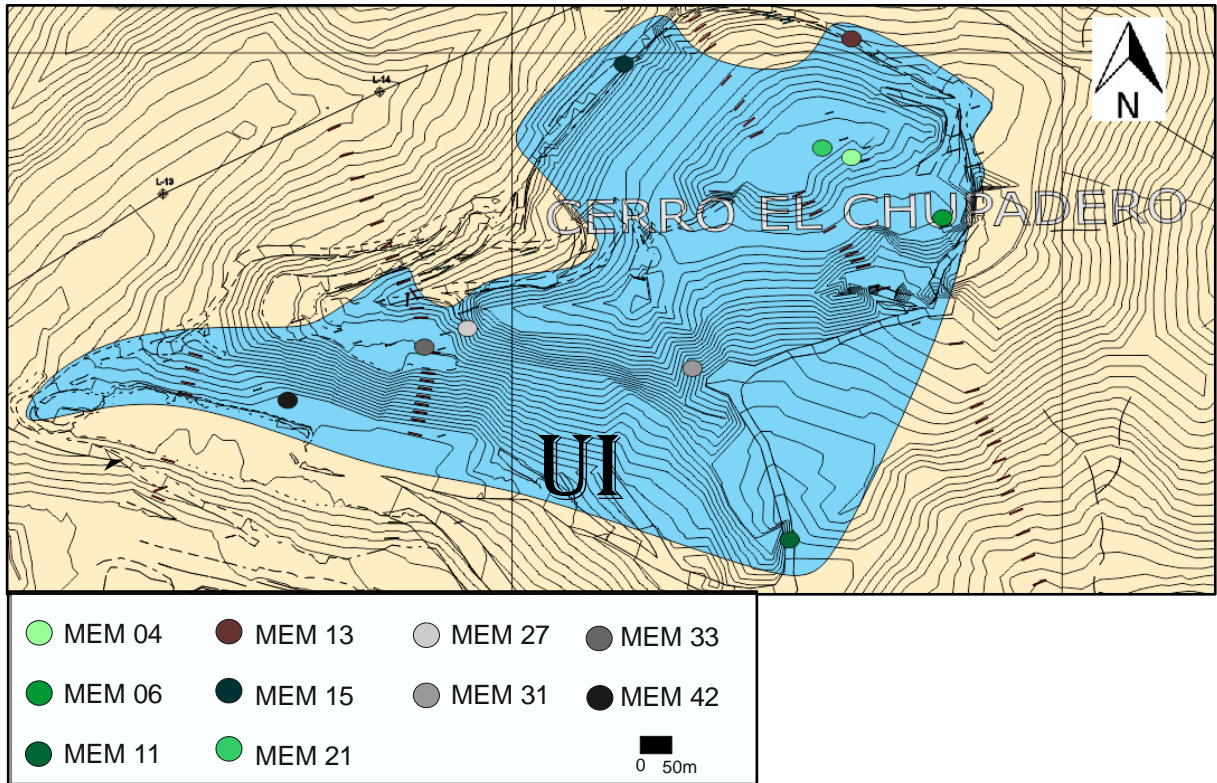 L-14
N
L-13
CERRO EL CHUPADERO
UI
MEM 04 MEM 13 MEM 27 MEM 33
MEM 06 MEM 15 MEM 31 MEM 42
MEM 11 MEM 21
0 50m